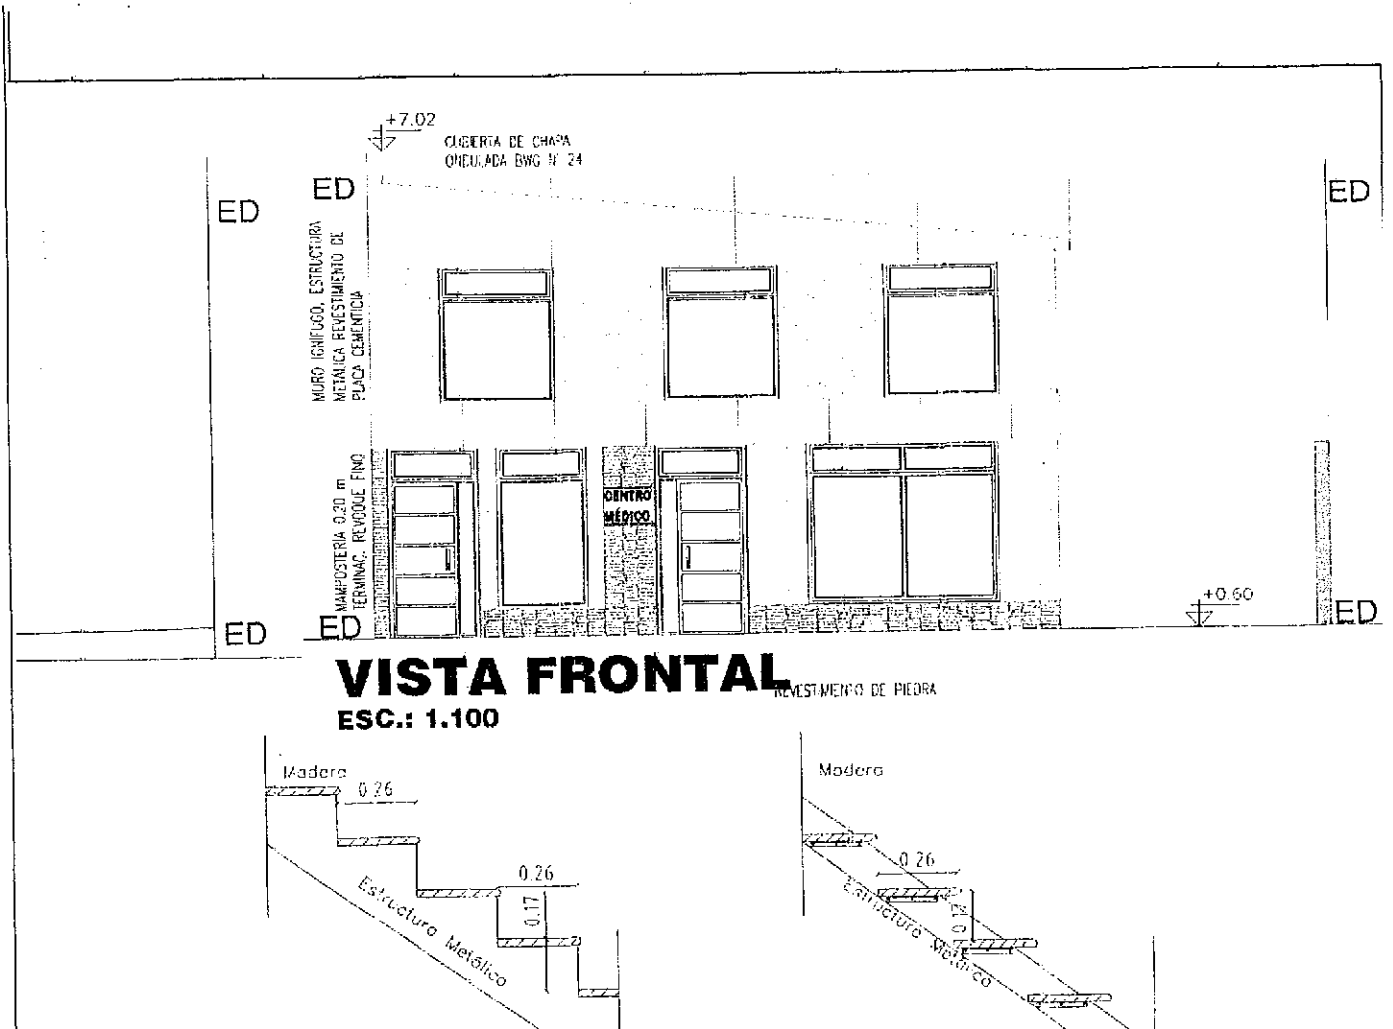 +7.02
CUBIERTA DE CHAPA
ONDULADA BWG N° 24
ED
ED
ED
MURO IGNÍFUGO, ESTRUCTURA
METÁLICA REVESTIMIENTO DE
PLACA CEMENTICIA
MAMPOSTERIA 0.20 m
TERMINAC. REVOQUE FINO
CENTRO
MÉDICO
+0.60
ED
ED
ED
VISTA FRONTAL
REVESTIMIENTO DE PIEDRA
ESC.: 1.100
Madera
0.26
0.26
0.17
Estructura Metálica
Madera
0.26
0.17
Estructura Metálica